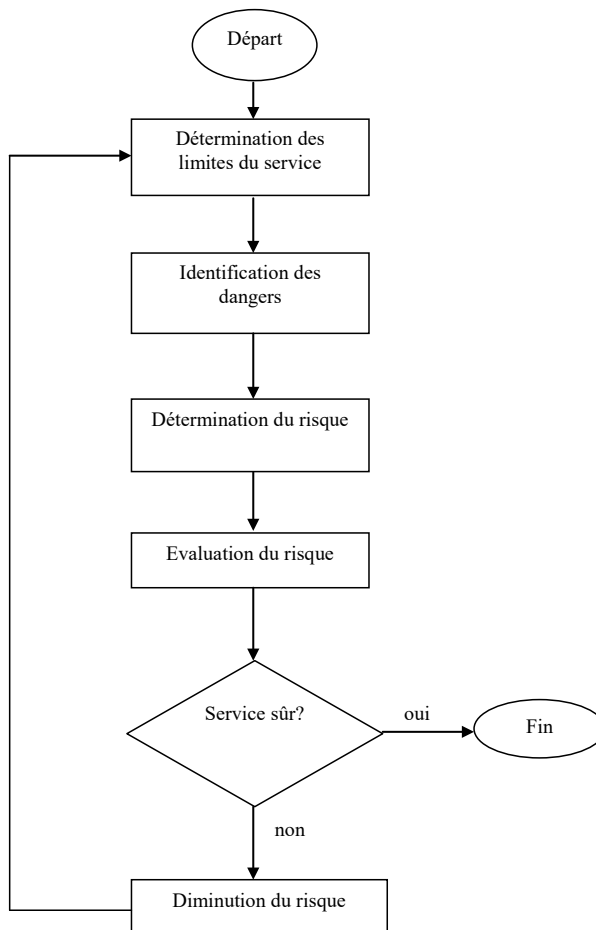 Départ
Détermination des
limites du service
Identification des
dangers
Détermination du risque
Evaluation du risque
Service sûr?
oui
Fin
non
Diminution du risque